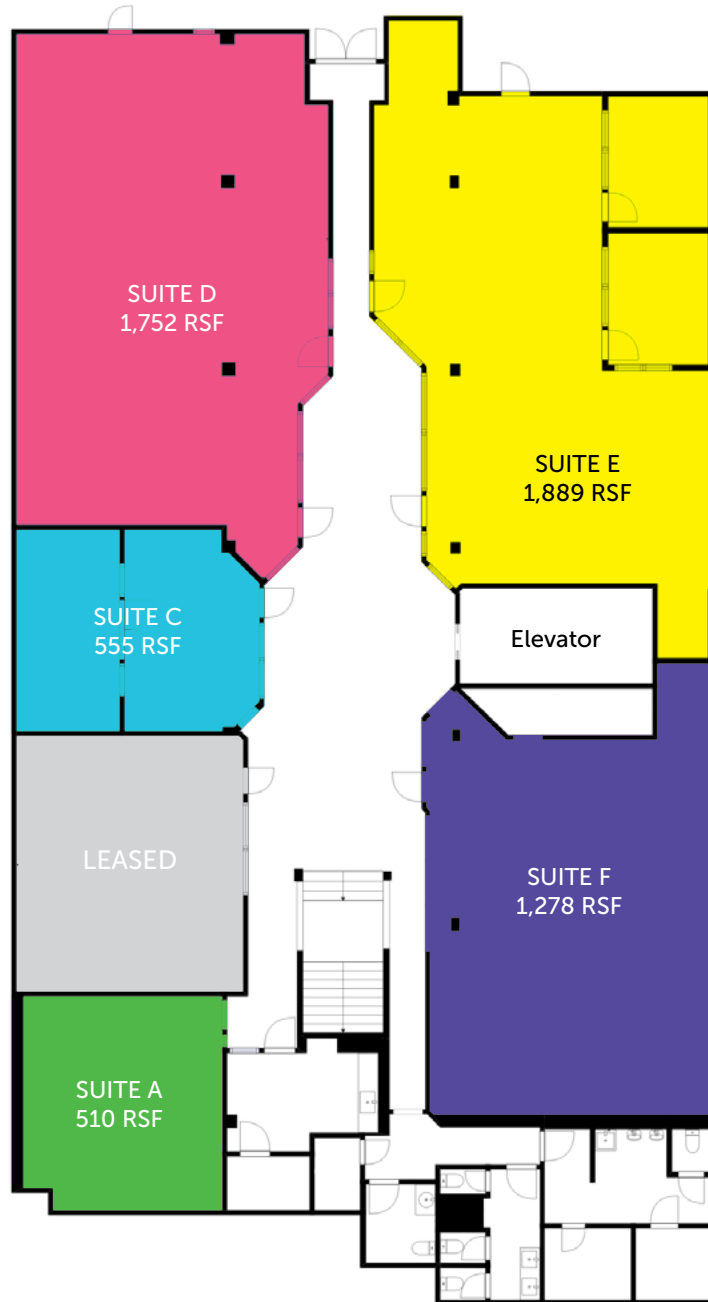 SUITE D
1,752 RSF
SUITE E
1,889 RSF
SUITE C
555 RSF
Elevator
LEASED
SUITE F
1,278 RSF
SUITE A
510 RSF